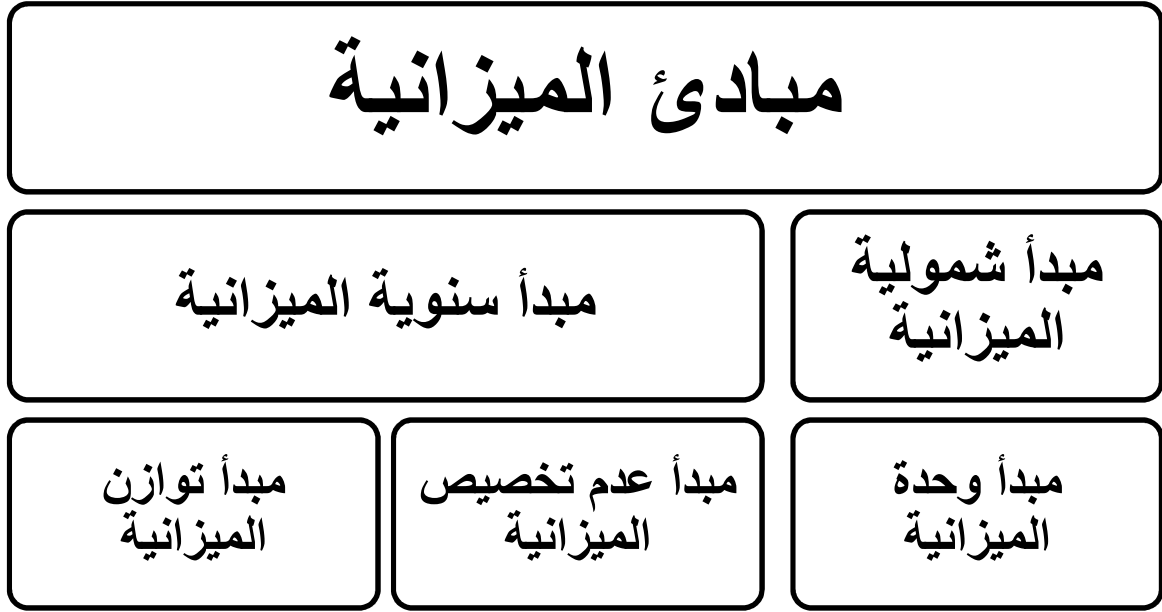 مبادئ الميزانية
مبدأ شمولية
الميزانية
مبدأ سنوية الميزانية
مبدأ وحدة
الميزانية
مبدأ عدم تخصيص
الميزانية
مبدأ توازن
الميزانية